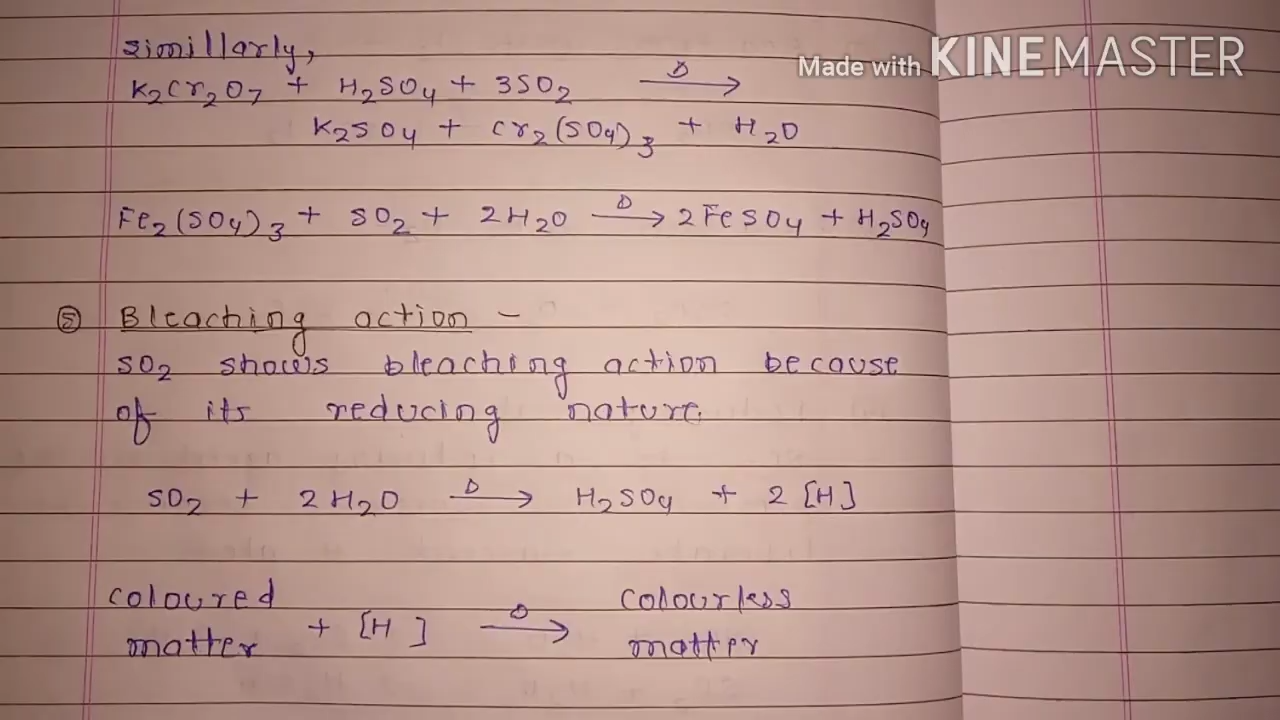 simillarly,
Made with KINEMASTER
K₂Cr₂O₇ + H₂SO₄ + 3SO₂ —Δ→
K₂SO₄ + Cr₂(SO₄)₃ + H₂O
Fe₂(SO₄)₃ + SO₂ + 2H₂O —Δ→ 2FeSO₄ + H₂SO₄
⑤ Bleaching action -
SO₂ shows bleaching action because
of its reducing nature
SO₂ + 2H₂O —Δ→ H₂SO₄ + 2[H]
coloured matter + [H] —Δ→ colourless matter